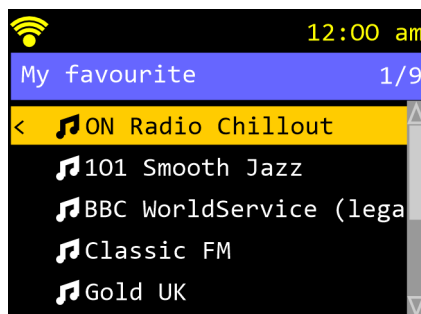 12:00 am
My favourite 1/9
< ON Radio Chillout
101 Smooth Jazz
BBC WorldService (lega
Classic FM
Gold UK